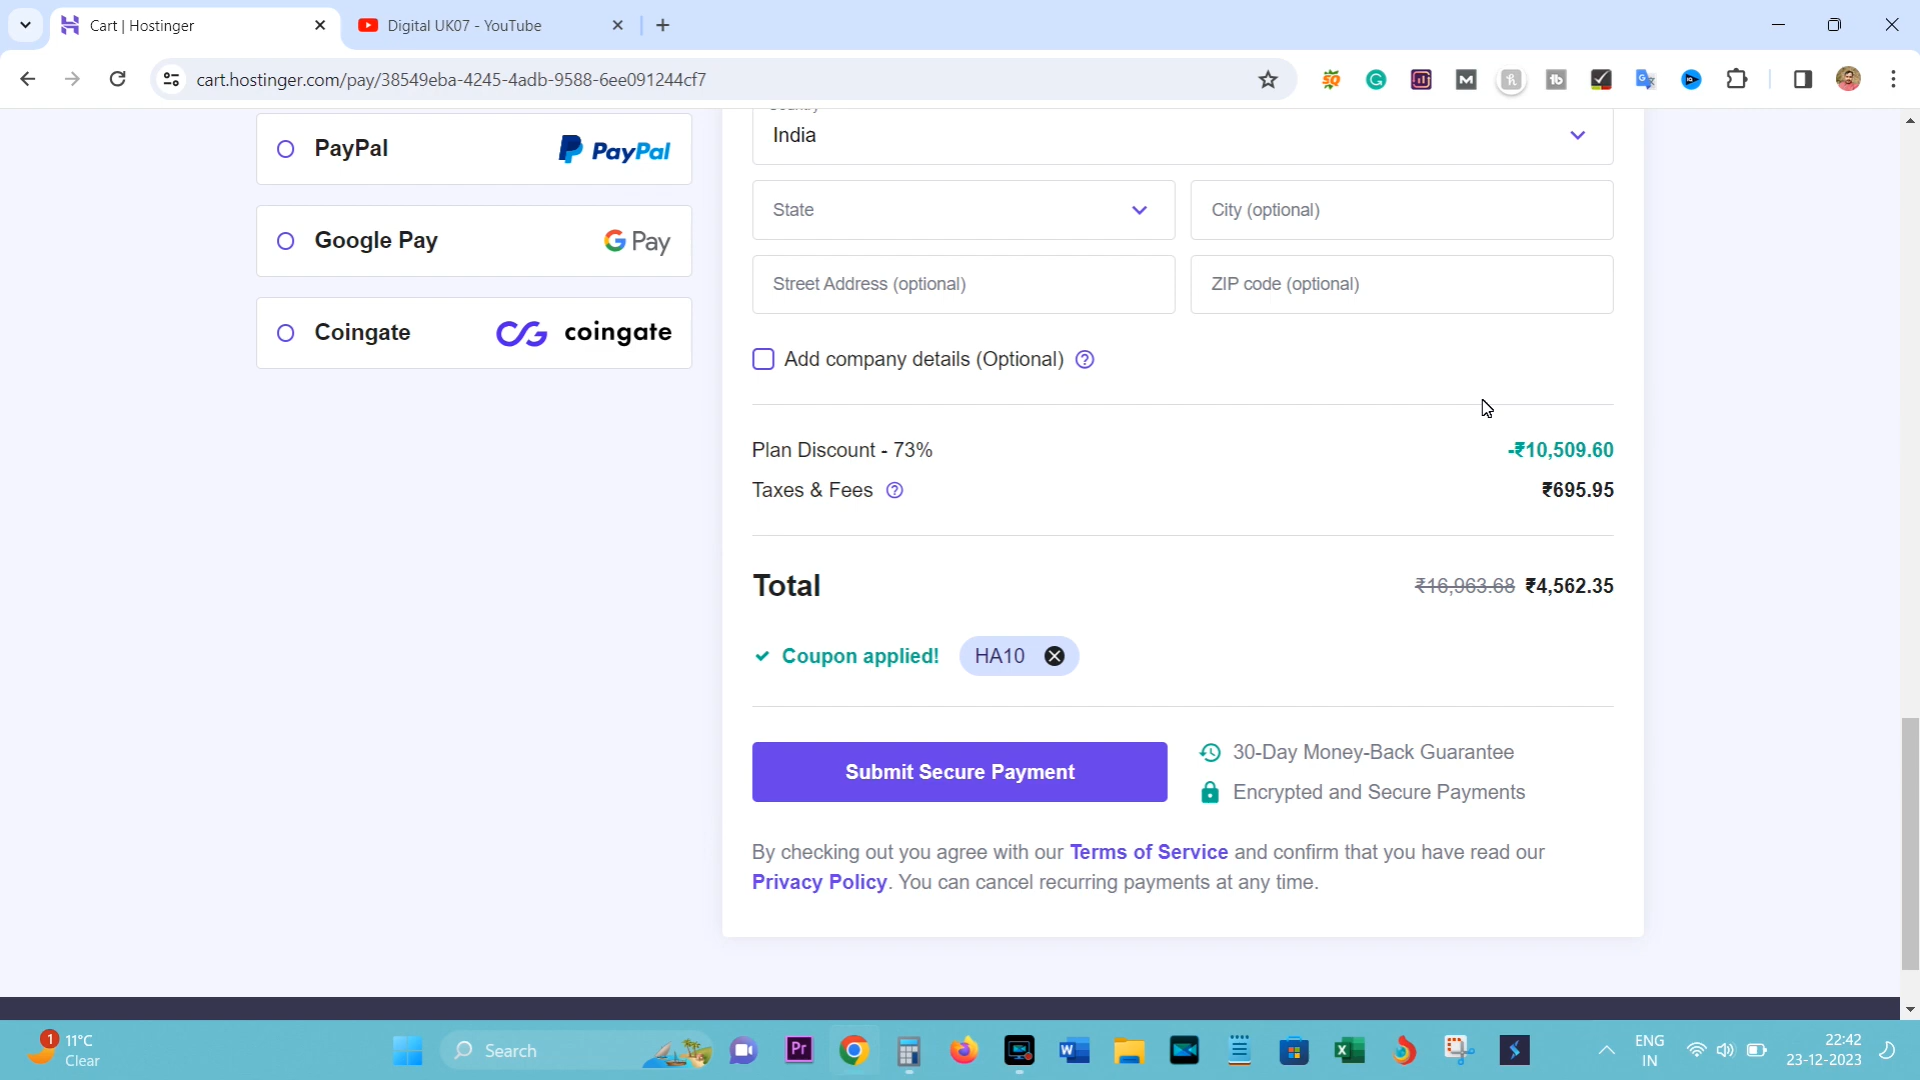 Cart | Hostinger
Digital UK07 - YouTube
cart.hostinger.com/pay/38549eba-4245-4adb-9588-6ee091244cf7
PayPal PayPal
Google Pay G Pay
Coingate coingate
India
State
City (optional)
Street Address (optional)
ZIP code (optional)
Add company details (Optional)
Plan Discount - 73% -₹10,509.60
Taxes & Fees ₹695.95
Total ₹16,963.68 ₹4,562.35
Coupon applied! HA10
Submit Secure Payment
30-Day Money-Back Guarantee
Encrypted and Secure Payments
By checking out you agree with our Terms of Service and confirm that you have read our
Privacy Policy. You can cancel recurring payments at any time.
1
11°C
Clear
Search
Pr
ENG
IN
22:42
23-12-2023